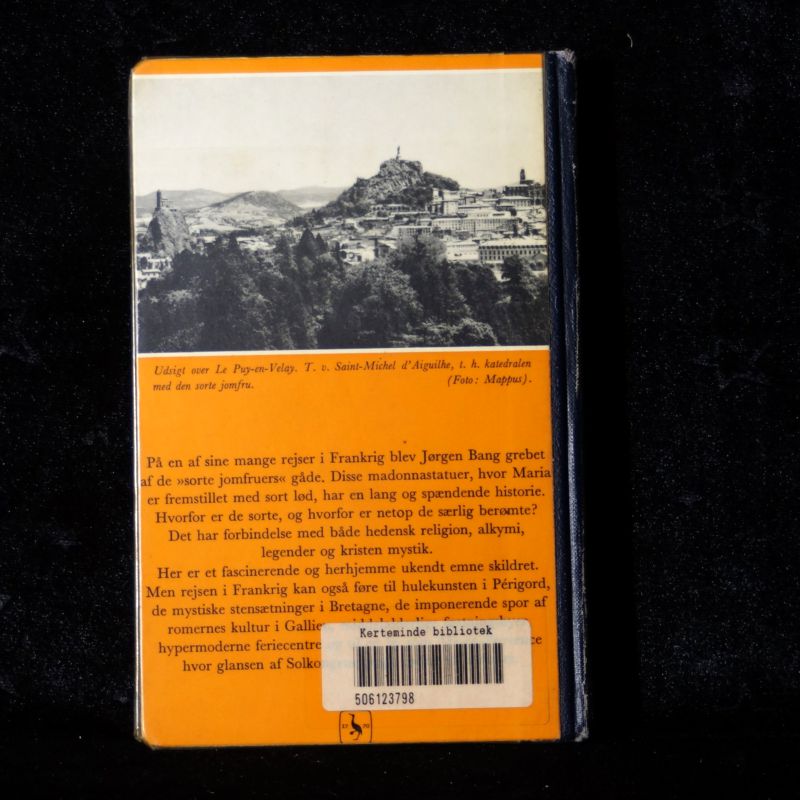 Udsigt over Le Puy-en-Velay. T. v. Saint-Michel d'Aiguilhe, t. h. katedralen
med den sorte jomfru. (Foto: Mappus).
På en af sine mange rejser i Frankrig blev Jørgen Bang grebet
af de »sorte jomfruers« gåde. Disse madonnastatuer, hvor Maria
er fremstillet med sort lød, har en lang og spændende historie.
Hvorfor er de sorte, og hvorfor er netop de særlig berømte?
Det har forbindelse med både hedensk religion, alkymi,
legender og kristen mystik.
Her er et fascinerende og herhjemme ukendt emne skildret.
Men rejsen i Frankrig kan også føre til hulekunsten i Périgord,
de mystiske stensætninger i Bretagne, de imponerende spor af
romernes kultur i Gallien,
hypermoderne feriecentre
hvor glansen af
Kerteminde bibliotek
506123798
17 70